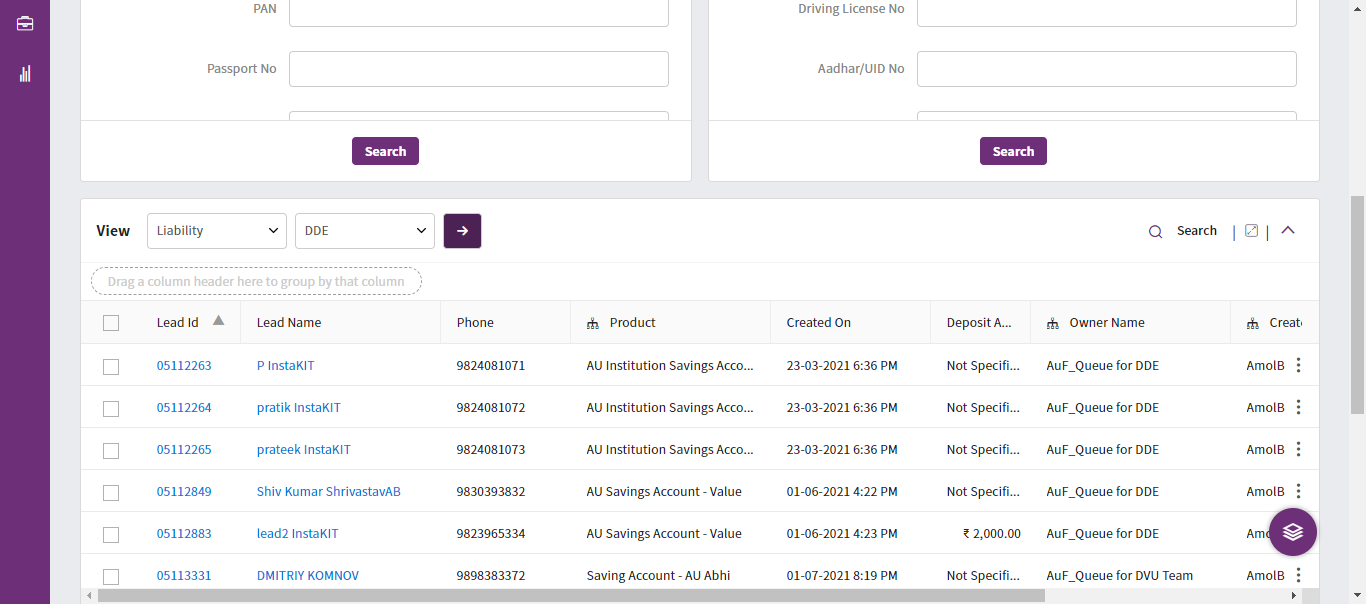 PAN
Driving License No
Passport No
Aadhar/UID No
Search
Search
View Liability DDE Search
Drag a column header here to group by that column
Lead Id Lead Name Phone Product Created On Deposit A... Owner Name Create
05112263 P InstaKIT 9824081071 AU Institution Savings Acco... 23-03-2021 6:36 PM Not Specifi... AuF_Queue for DDE AmolB
05112264 pratik InstaKIT 9824081072 AU Institution Savings Acco... 23-03-2021 6:36 PM Not Specifi... AuF_Queue for DDE AmolB
05112265 prateek InstaKIT 9824081073 AU Institution Savings Acco... 23-03-2021 6:36 PM Not Specifi... AuF_Queue for DDE AmolB
05112849 Shiv Kumar ShrivastavAB 9830393832 AU Savings Account - Value 01-06-2021 4:22 PM Not Specifi... AuF_Queue for DDE AmolB
05112883 lead2 InstaKIT 9823965334 AU Savings Account - Value 01-06-2021 4:23 PM ₹ 2,000.00 AuF_Queue for DDE
05113331 DMITRIY KOMNOV 9898383372 Saving Account - AU Abhi 01-07-2021 8:19 PM Not Specifi... AuF_Queue for DVU Team AmolB